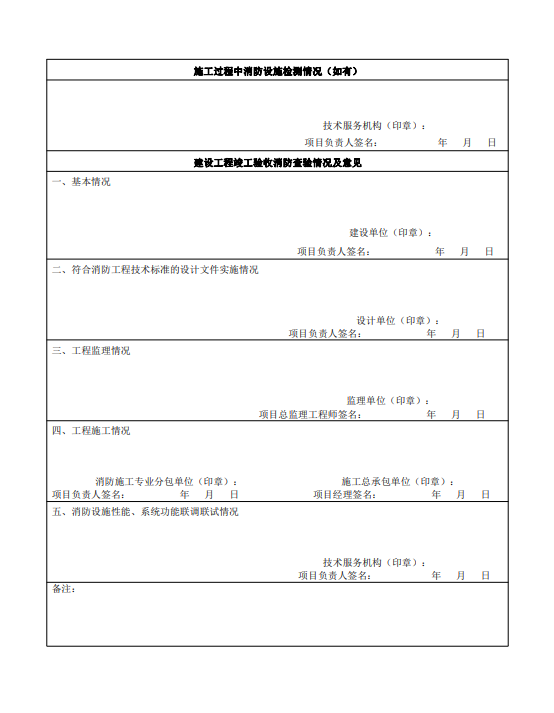 施工过程中消防设施检测情况（如有）
技术服务机构（印章）：
项目负责人签名： 年 月 日
建设工程竣工验收消防查验情况及意见
一、基本情况
建设单位（印章）：
项目负责人签名： 年 月 日
二、符合消防工程技术标准的设计文件实施情况
设计单位（印章）：
项目负责人签名： 年 月 日
三、工程监理情况
监理单位（印章）：
项目总监理工程师签名： 年 月 日
四、工程施工情况
消防施工专业分包单位（印章）： 施工总承包单位（印章）：
项目负责人签名： 年 月 日 项目经理签名： 年 月 日
五、消防设施性能、系统功能联调联试情况
技术服务机构（印章）：
项目负责人签名： 年 月 日
备注：